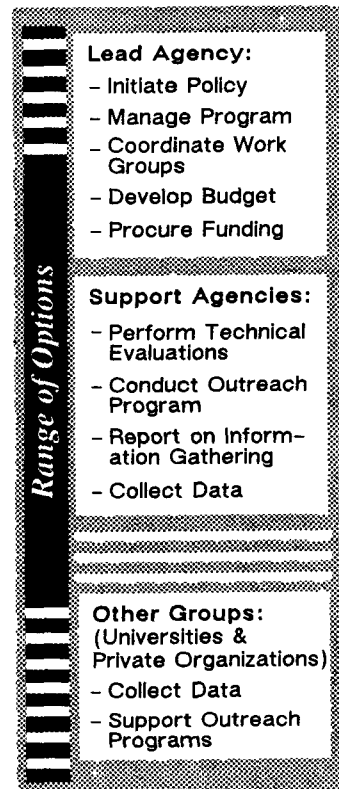 Range of Options
Lead Agency:
- Initiate Policy
- Manage Program
- Coordinate Work
Groups
- Develop Budget
- Procure Funding
Support Agencies:
- Perform Technical
Evaluations
- Conduct Outreach
Program
- Report on Inform-
ation Gathering
- Collect Data
Other Groups:
(Universities &
Private Organizations)
- Collect Data
- Support Outreach
Programs